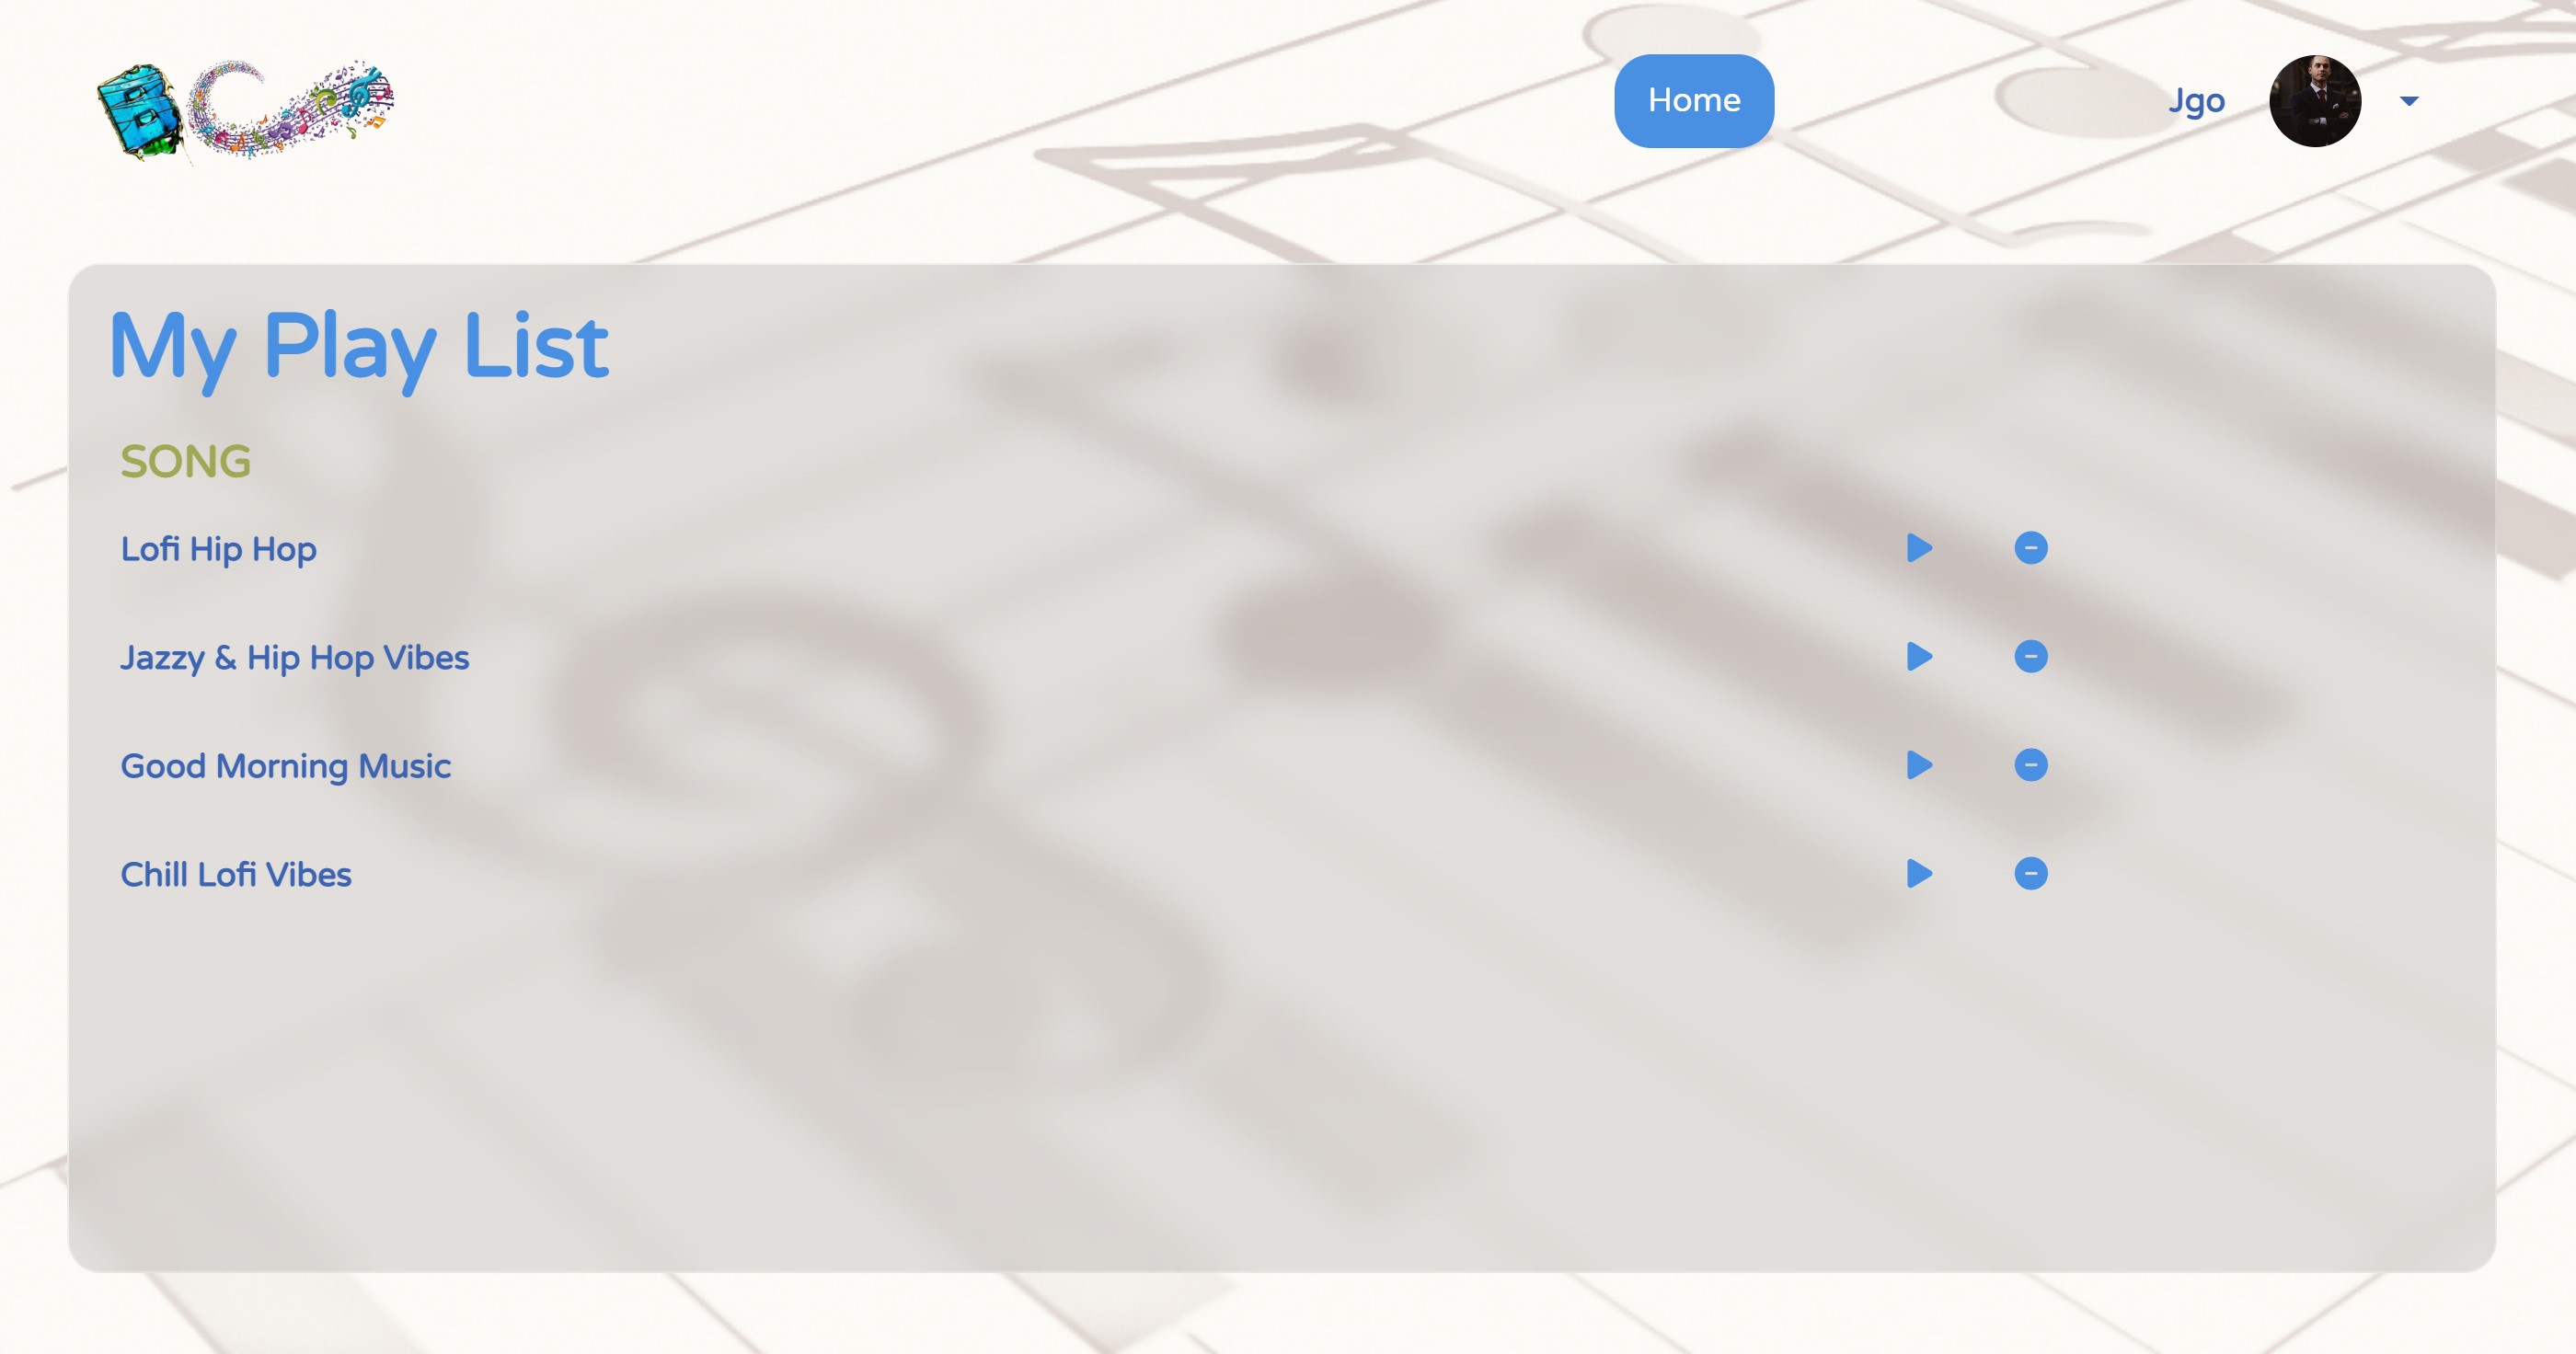 Home
Jgo
My Play List
SONG
Lofi Hip Hop
Jazzy & Hip Hop Vibes
Good Morning Music
Chill Lofi Vibes